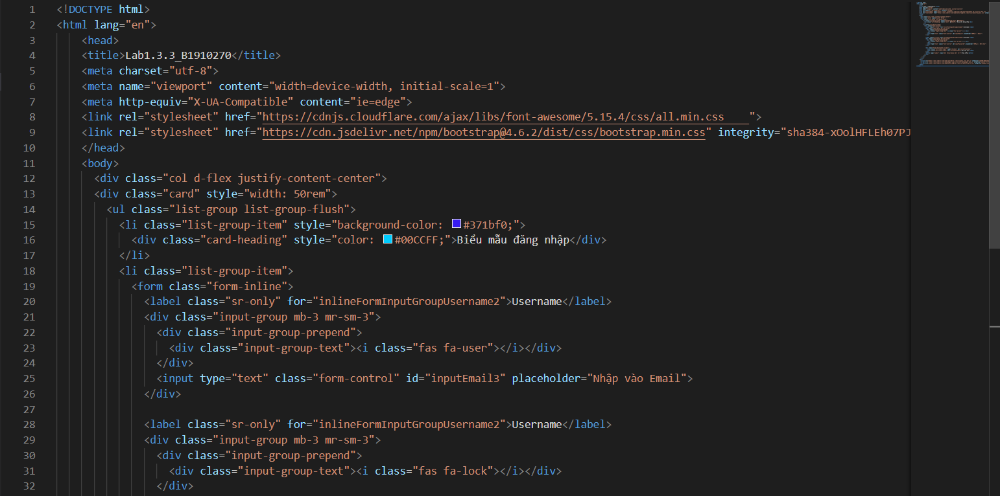 1 <!DOCTYPE html>
2 <html lang="en">
3 <head>
4 <title>Lab1.3.3_B1910270</title>
5 <meta charset="utf-8">
6 <meta name="viewport" content="width=device-width, initial-scale=1">
7 <meta http-equiv="X-UA-Compatible" content="ie=edge">
8 <link rel="stylesheet" href="https://cdnjs.cloudflare.com/ajax/libs/font-awesome/5.15.4/css/all.min.css    ">
9 <link rel="stylesheet" href="https://cdn.jsdelivr.net/npm/bootstrap@4.6.2/dist/css/bootstrap.min.css" integrity="sha384-xOolHFLEh07PJ
10 </head>
11 <body>
12 <div class="col d-flex justify-content-center">
13 <div class="card" style="width: 50rem">
14 <ul class="list-group list-group-flush">
15 <li class="list-group-item" style="background-color: #371bf0;">
16 <div class="card-heading" style="color: #00CCFF;">Biểu mẫu đăng nhập</div>
17 </li>
18 <li class="list-group-item">
19 <form class="form-inline">
20 <label class="sr-only" for="inlineFormInputGroupUsername2">Username</label>
21 <div class="input-group mb-3 mr-sm-3">
22 <div class="input-group-prepend">
23 <div class="input-group-text"><i class="fas fa-user"></i></div>
24 </div>
25 <input type="text" class="form-control" id="inputEmail3" placeholder="Nhập vào Email">
26 </div>
27
28 <label class="sr-only" for="inlineFormInputGroupUsername2">Username</label>
29 <div class="input-group mb-3 mr-sm-3">
30 <div class="input-group-prepend">
31 <div class="input-group-text"><i class="fas fa-lock"></i></div>
32 </div>